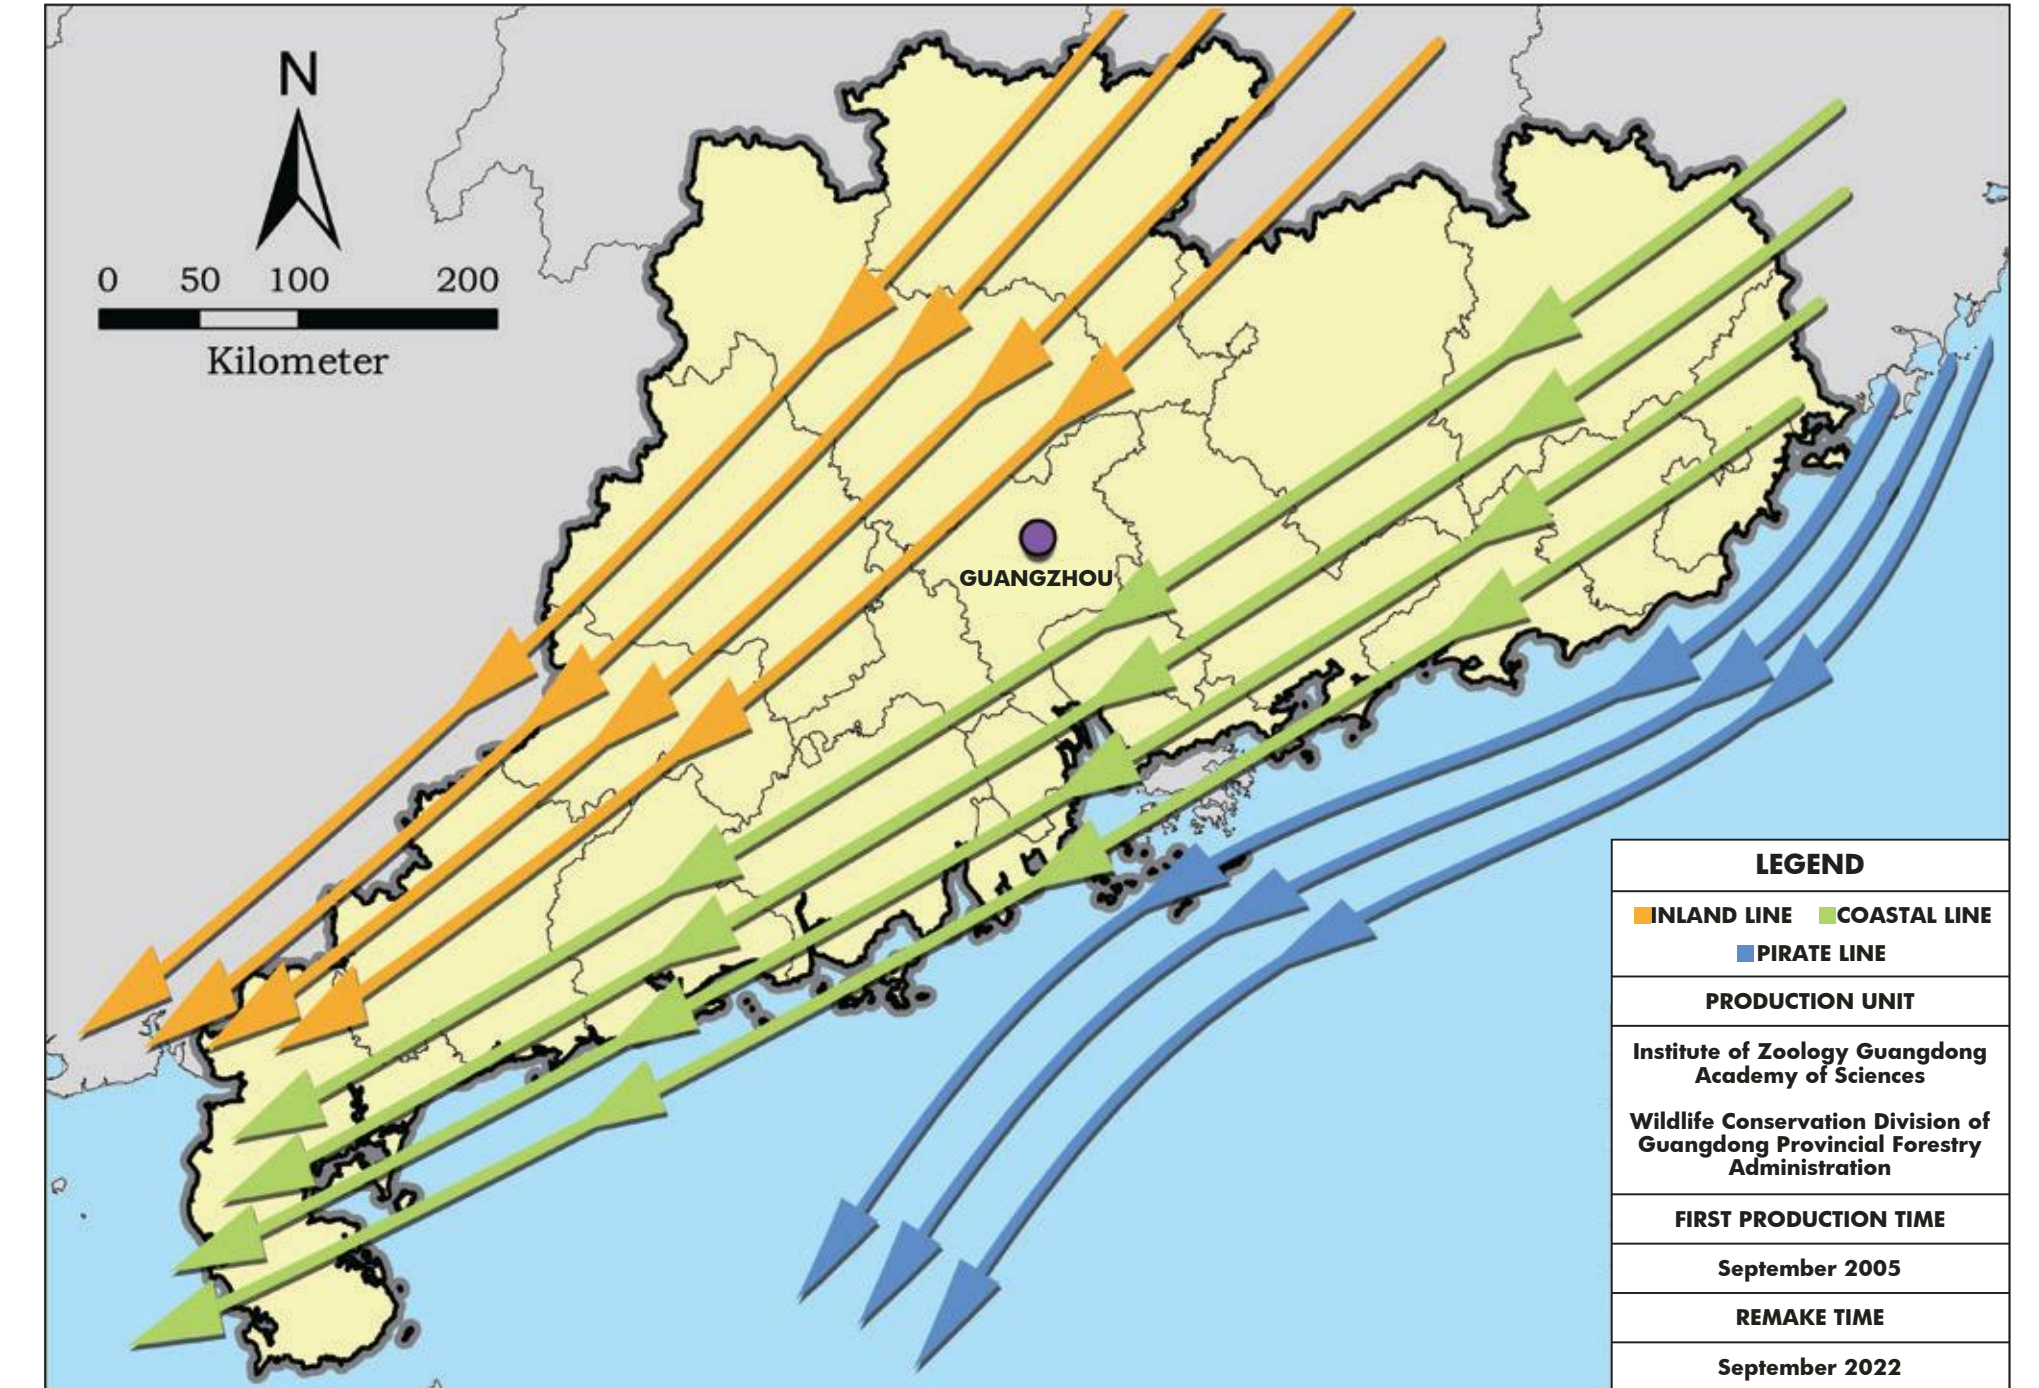 N
0 50 100 200
Kilometer
GUANGZHOU
LEGEND
INLAND LINE COASTAL LINE
PIRATE LINE
PRODUCTION UNIT
Institute of Zoology Guangdong
Academy of Sciences
Wildlife Conservation Division of
Guangdong Provincial Forestry
Administration
FIRST PRODUCTION TIME
September 2005
REMAKE TIME
September 2022